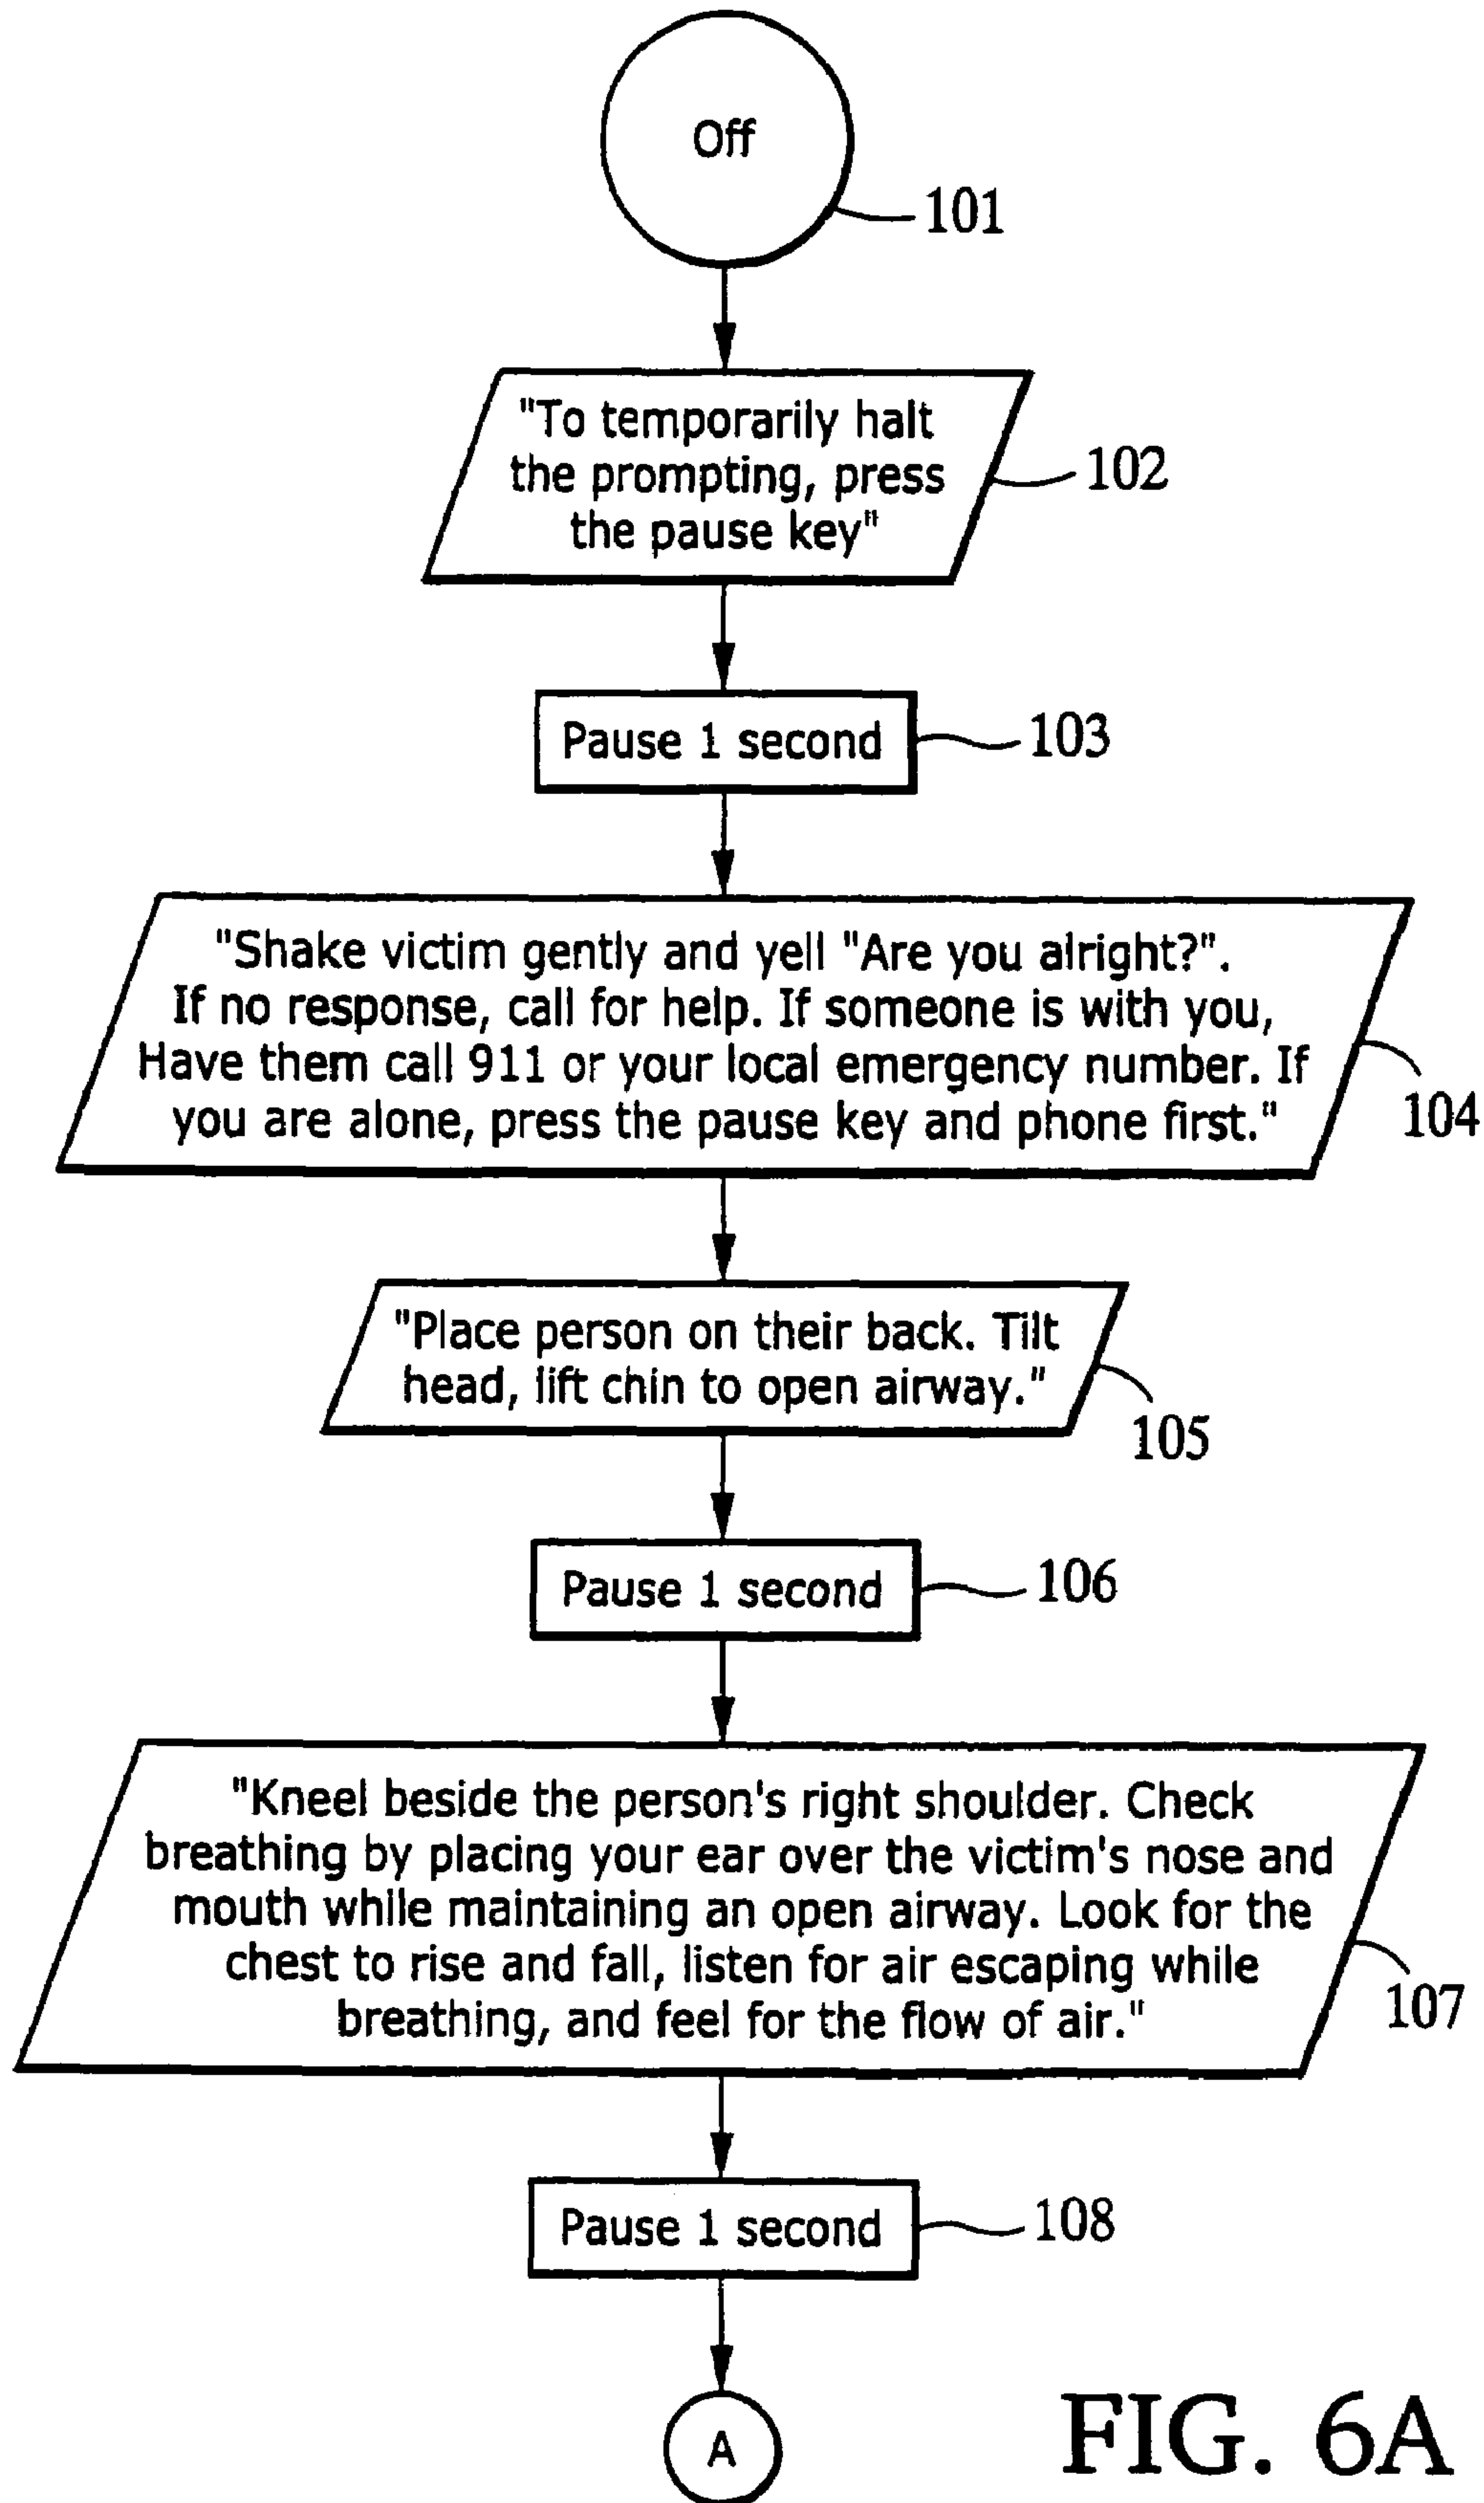 Off
101
"To temporarily halt
the prompting, press
the pause key"
102
Pause 1 second
103
"Shake victim gently and yell "Are you alright?".
If no response, call for help. If someone is with you,
Have them call 911 or your local emergency number. If
you are alone, press the pause key and phone first."
104
"Place person on their back. Tilt
head, lift chin to open airway."
105
Pause 1 second
106
"Kneel beside the person's right shoulder. Check
breathing by placing your ear over the victim's nose and
mouth while maintaining an open airway. Look for the
chest to rise and fall, listen for air escaping while
breathing, and feel for the flow of air."
107
Pause 1 second
108
A
FIG. 6A